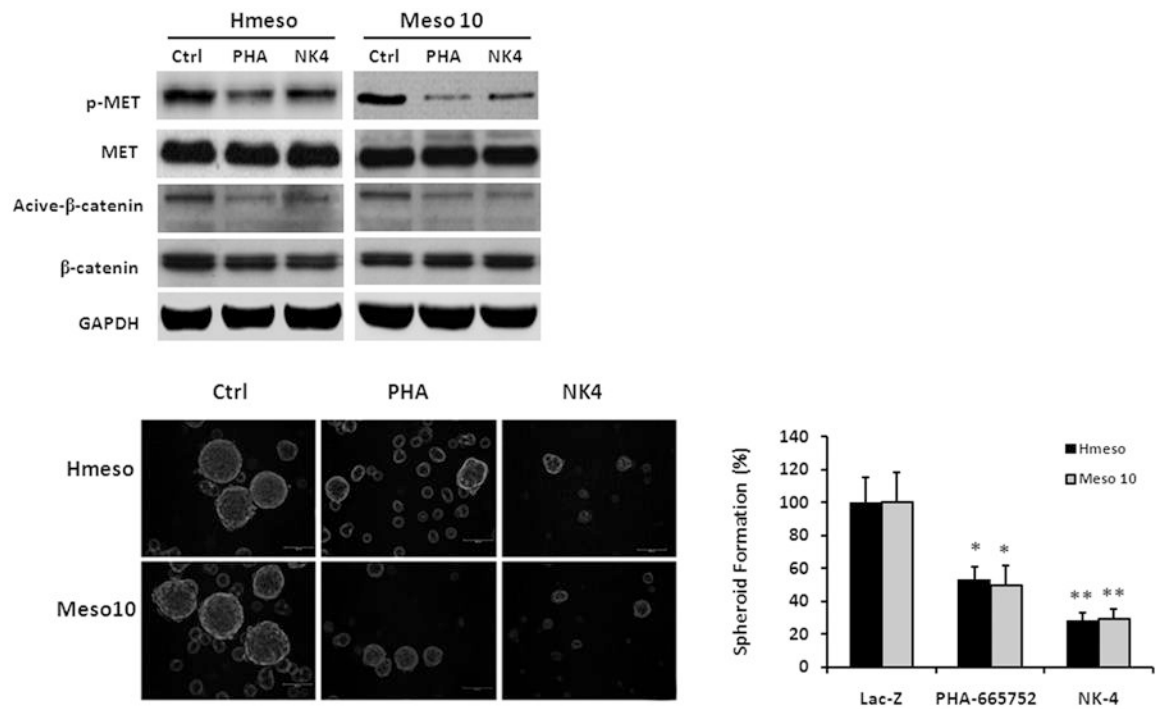 Hmeso Meso 10
Ctrl PHA NK4 Ctrl PHA NK4
p-MET
MET
Acive-β-catenin
β-catenin
GAPDH
Ctrl PHA NK4
Hmeso
Meso10
Spheroid Formation (%)
140
120
100
80
60
40
20
0
Hmeso
Meso 10
* *
** **
Lac-Z PHA-665752 NK-4